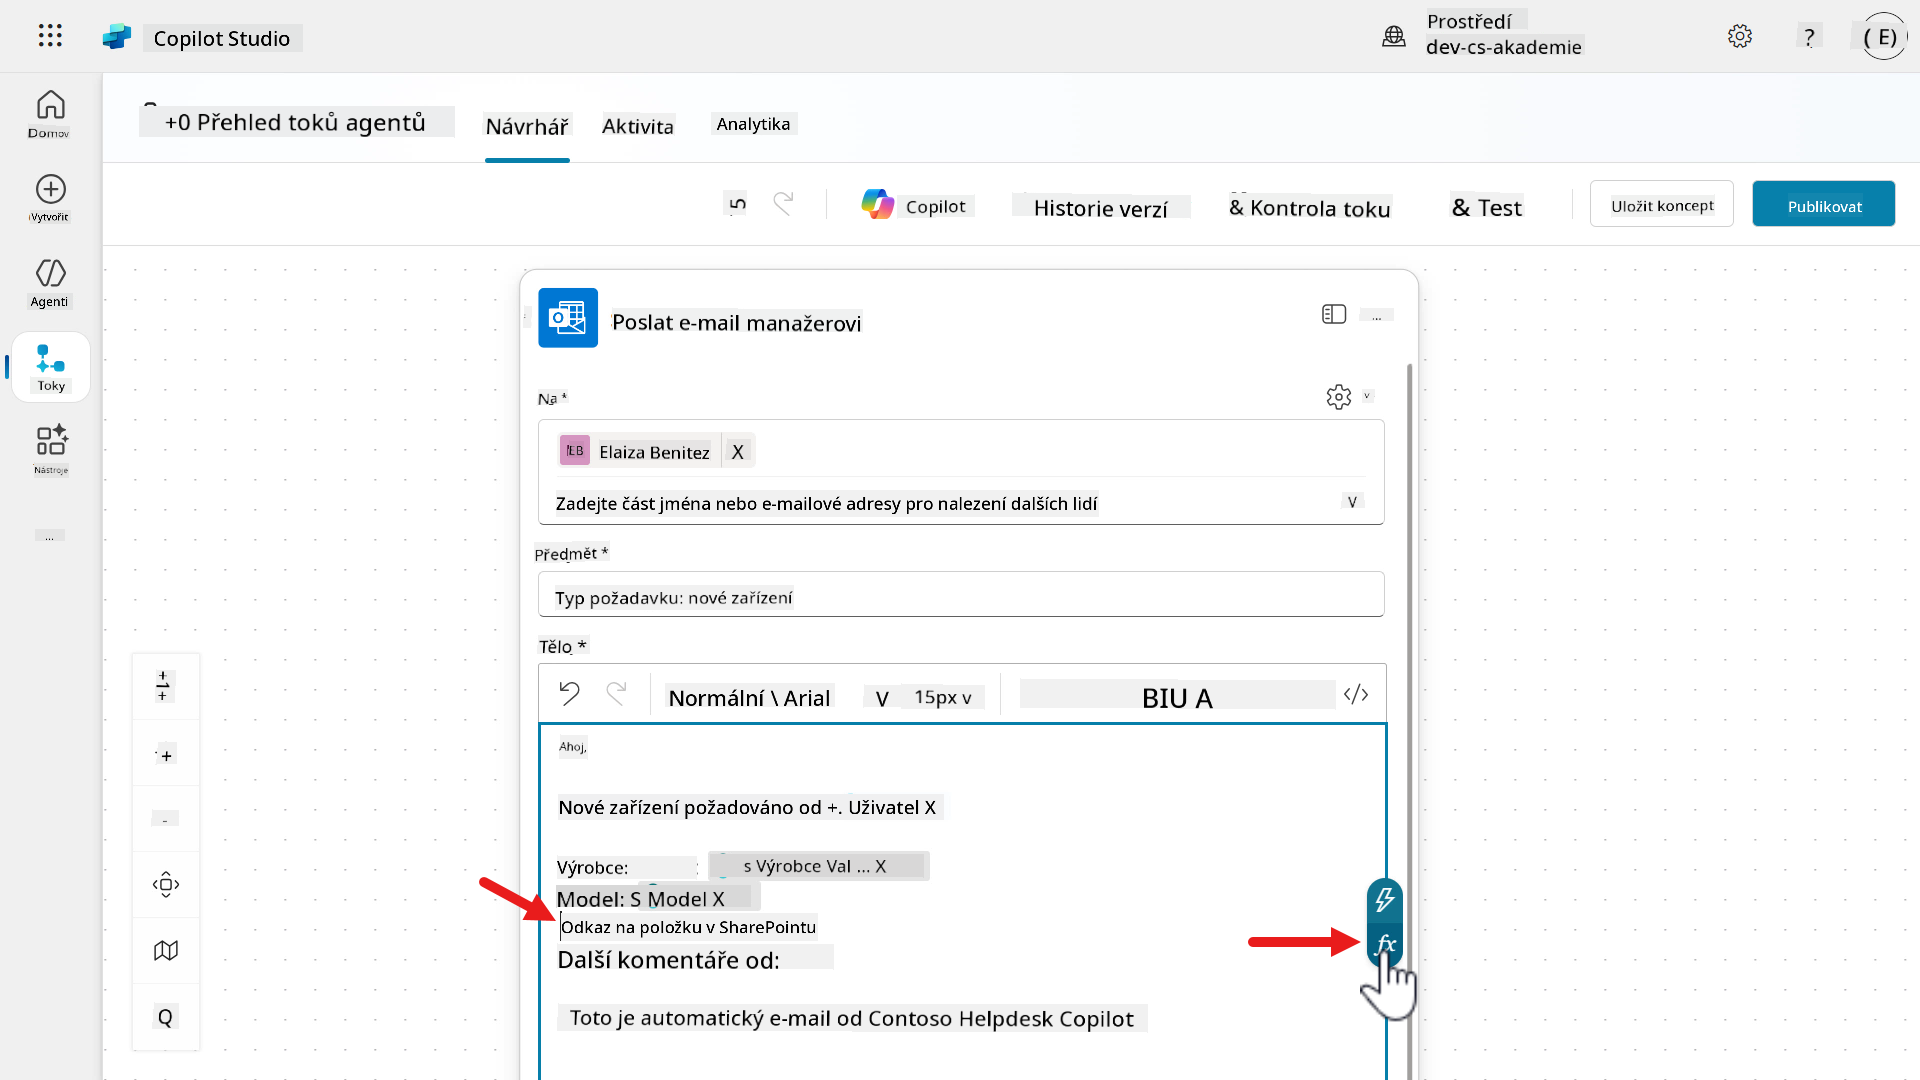 Copilot Studio
Prostředí
dev-cs-akademie
?
( E)
Domov
Vytvořit
Agenti
Toky
Nástroje
...
+0 Přehled toků agentů
Návrhář
Aktivita
Analytika
5
Copilot
Historie verzí
& Kontrola toku
& Test
Uložit koncept
Publikovat
Poslat e-mail manažerovi
...
Na *
v
EB
Elaiza Benitez
X
Zadejte část jména nebo e-mailové adresy pro nalezení dalších lidí
V
Předmět *
Typ požadavku: nové zařízení
Tělo *
Normální \ Arial
V
15px v
BIU A
</>
Ahoj,
Nové zařízení požadováno od +. Uživatel X
Výrobce: : s Výrobce Val ... X
Model: S Model X
Odkaz na položku v SharePointu
fx
Další komentáře od:
Toto je automatický e-mail od Contoso Helpdesk Copilot
+
1
+
+
-
Q